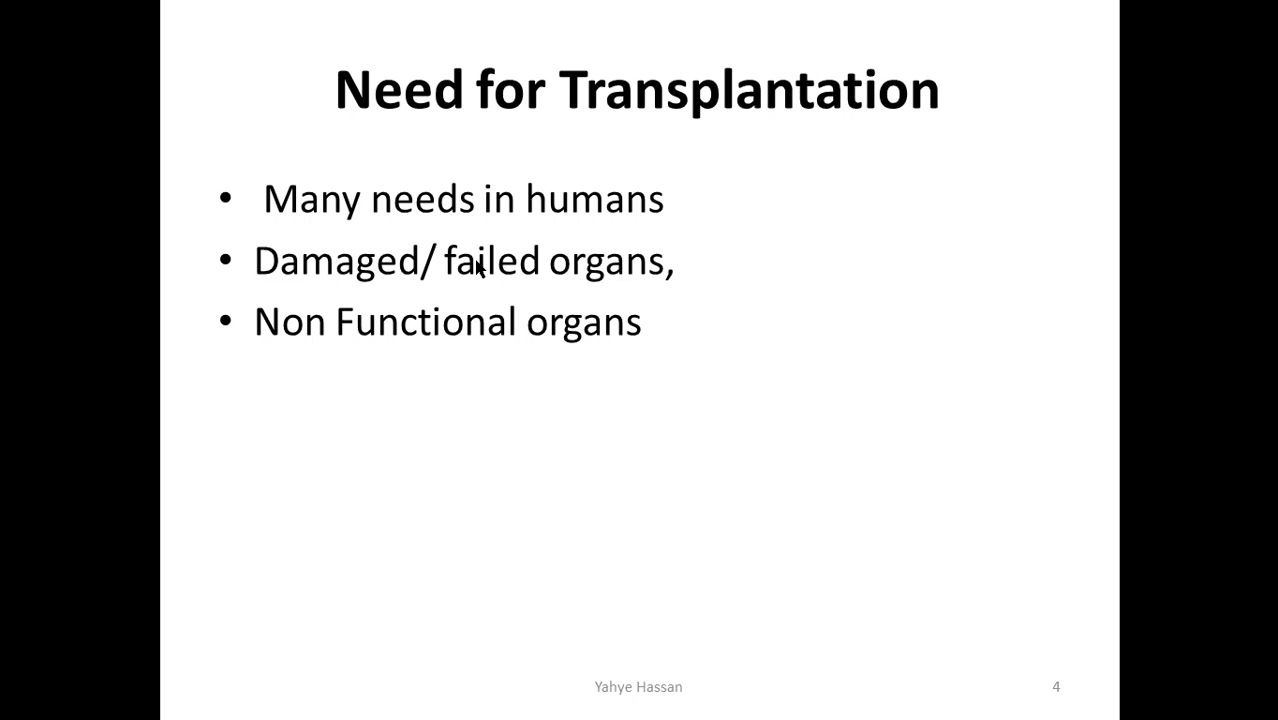 Need for Transplantation
• Many needs in humans
• Damaged/ failed organs,
• Non Functional organs
Yahye Hassan
4